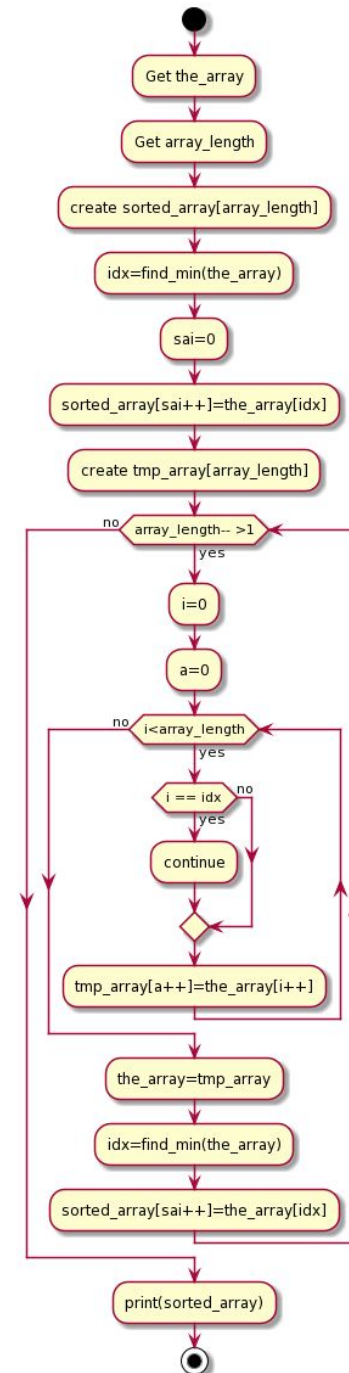 Get the_array
Get array_length
create sorted_array[array_length]
idx=find_min(the_array)
sai=0
sorted_array[sai++]=the_array[idx]
create tmp_array[array_length]
no
array_length-- >1
yes
i=0
a=0
no
i<array_length
yes
i == idx
no
yes
continue
tmp_array[a++]=the_array[i++]
the_array=tmp_array
idx=find_min(the_array)
sorted_array[sai++]=the_array[idx]
print(sorted_array)